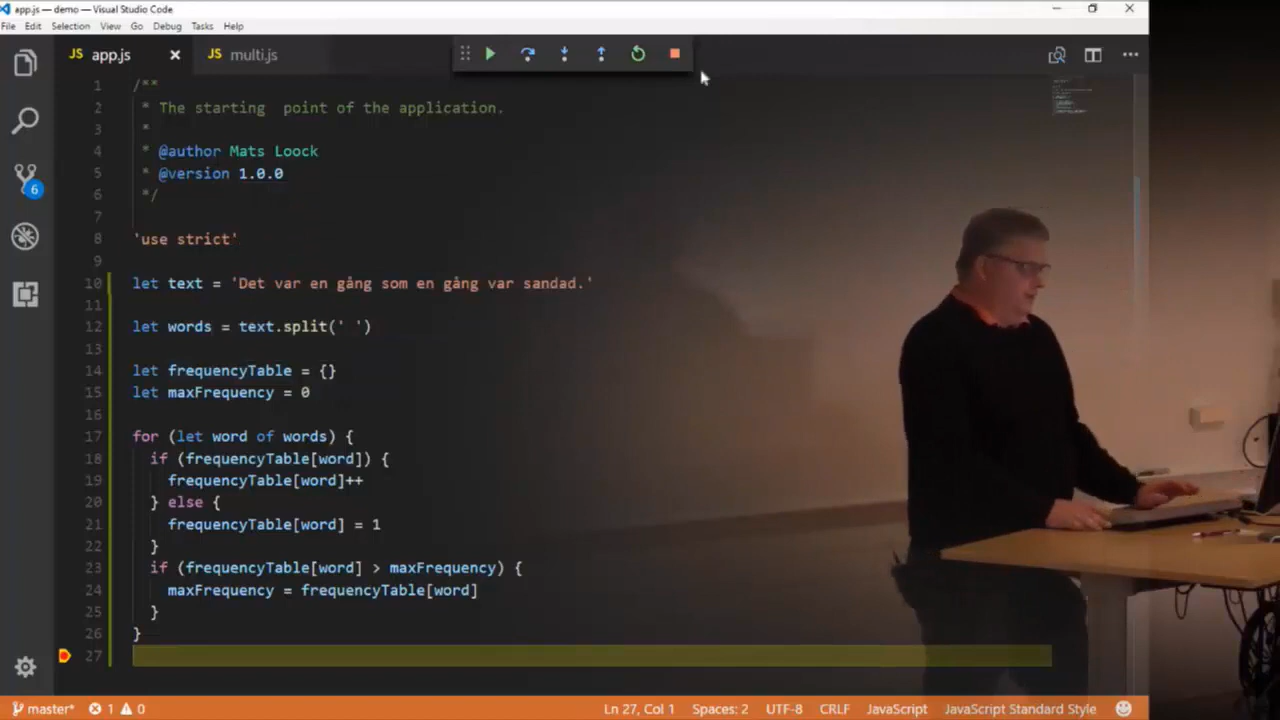 app.js — demo — Visual Studio Code
File Edit Selection View Go Debug Tasks Help
JS app.js JS multi.js
1 /**
2 * The starting  point of the application.
3 *
4 * @author Mats Loock
5 * @version 1.0.0
6 */
7
8 'use strict'
9
10 let text = 'Det var en gång som en gång var sandad.'
11
12 let words = text.split(' ')
13
14 let frequencyTable = {}
15 let maxFrequency = 0
16
17 for (let word of words) {
18 if (frequencyTable[word]) {
19 frequencyTable[word]++
20 } else {
21 frequencyTable[word] = 1
22 }
23 if (frequencyTable[word] > maxFrequency) {
24 maxFrequency = frequencyTable[word]
25 }
26 }
27
6
master* 1 0 Ln 27, Col 1 Spaces: 2 UTF-8 CRLF JavaScript JavaScript Standard Style